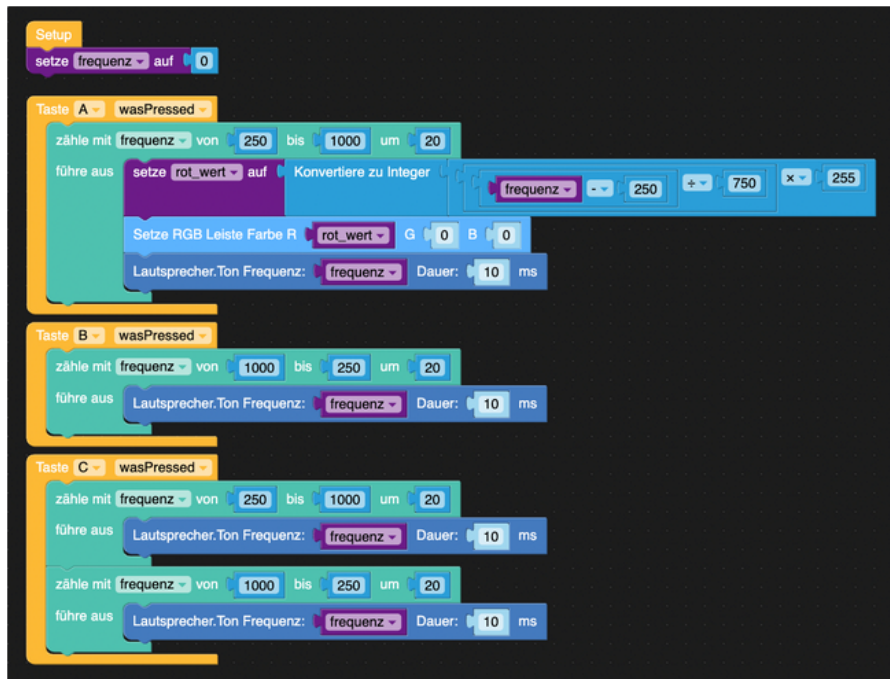 Setup
setze frequenz auf 0
Taste A wasPressed
zähle mit frequenz von 250 bis 1000 um 20
führe aus setze rot_wert auf Konvertiere zu Integer frequenz - 250 ÷ 750 × 255
Setze RGB Leiste Farbe R rot_wert G 0 B 0
Lautsprecher.Ton Frequenz: frequenz Dauer: 10 ms
Taste B wasPressed
zähle mit frequenz von 1000 bis 250 um 20
führe aus Lautsprecher.Ton Frequenz: frequenz Dauer: 10 ms
Taste C wasPressed
zähle mit frequenz von 250 bis 1000 um 20
führe aus Lautsprecher.Ton Frequenz: frequenz Dauer: 10 ms
zähle mit frequenz von 1000 bis 250 um 20
führe aus Lautsprecher.Ton Frequenz: frequenz Dauer: 10 ms